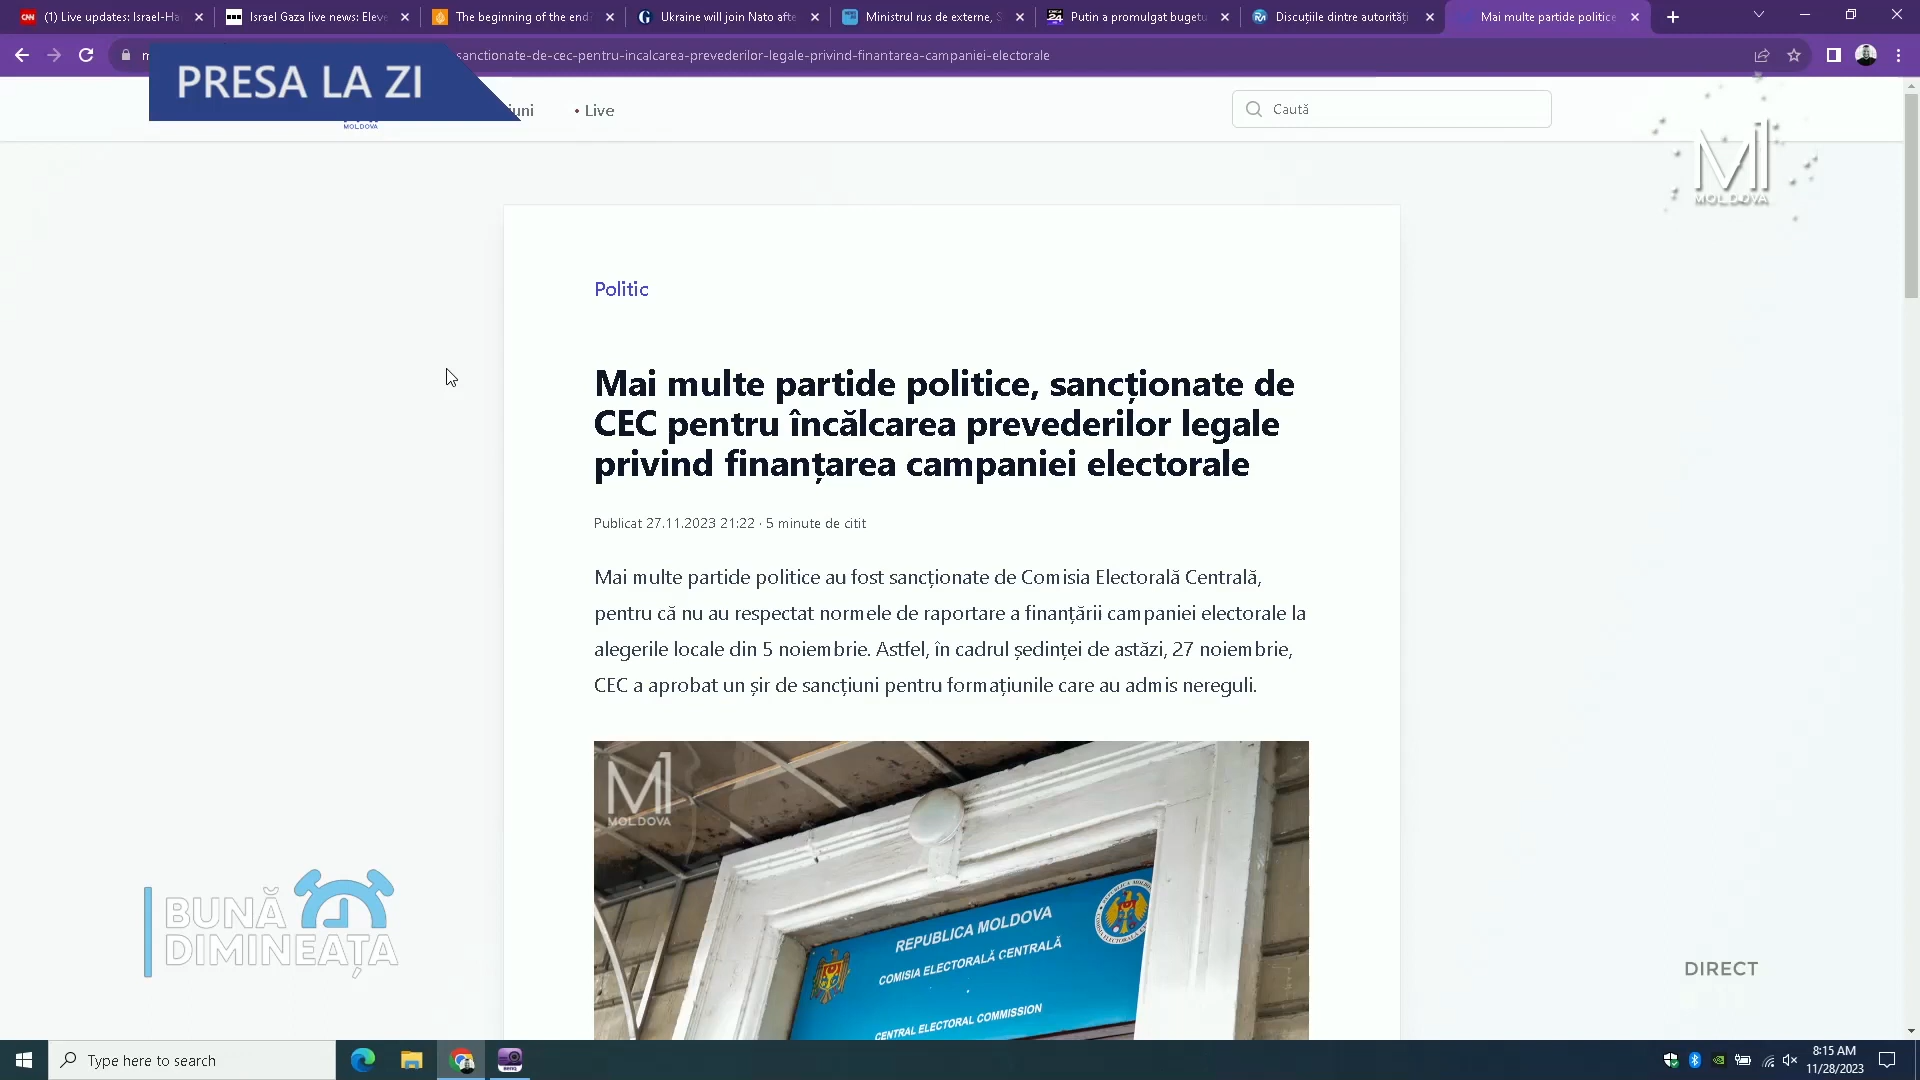 (1) Live updates: Israel-Ha
Israel Gaza live news: Eleve
The beginning of the end?
Ukraine will join Nato afte
Ministrul rus de externe, S
Putin a promulgat bugetu
Discuțiile dintre autorități
Mai multe partide politice
sanctionate-de-cec-pentru-incalcarea-prevederilor-legale-privind-finantarea-campaniei-electorale
PRESA LA ZI
• Live
Caută
MOLDOVA
M1
MOLDOVA
Politic
Mai multe partide politice, sancționate de
CEC pentru încălcarea prevederilor legale
privind finanțarea campaniei electorale
Publicat 27.11.2023 21:22 · 5 minute de citit
Mai multe partide politice au fost sancționate de Comisia Electorală Centrală,
pentru că nu au respectat normele de raportare a finanțării campaniei electorale la
alegerile locale din 5 noiembrie. Astfel, în cadrul ședinței de astăzi, 27 noiembrie,
CEC a aprobat un șir de sancțiuni pentru formațiunile care au admis nereguli.
M1
MOLDOVA
REPUBLICA MOLDOVA
COMISIA ELECTORALĂ CENTRALĂ
CENTRAL ELECTORAL COMMISSION
BUNĂ
DIMINEAȚA
DIRECT
Type here to search
8:15 AM
11/28/2023